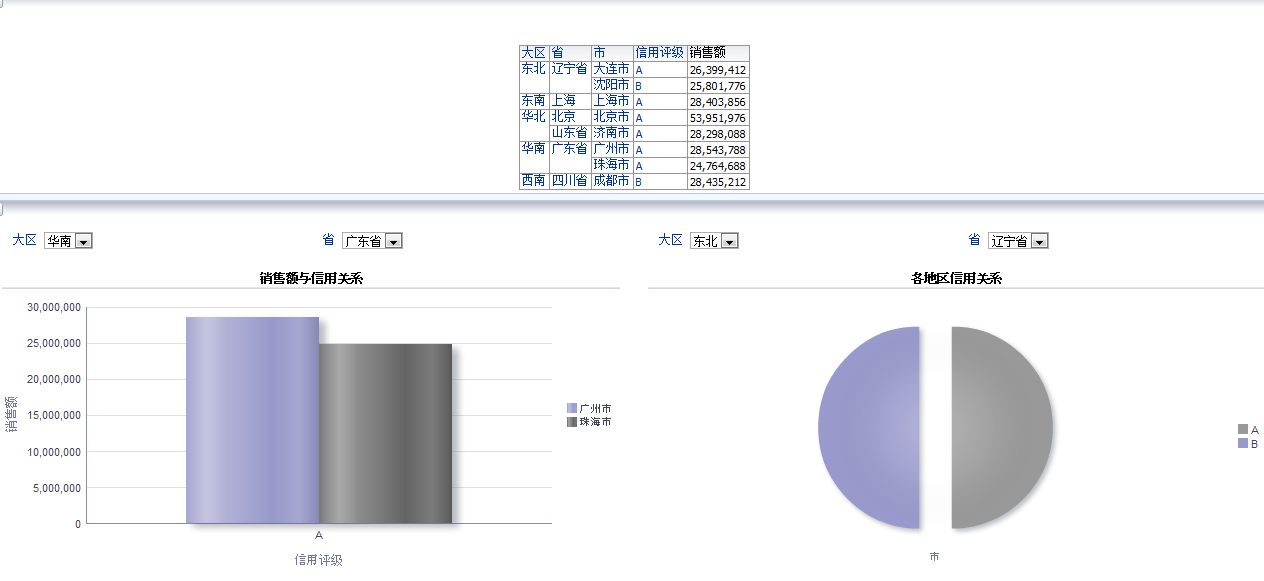 大区 省 市 信用评级 销售额
东北 辽宁省 大连市 A 26,399,412
沈阳市 B 25,801,776
东南 上海 上海市 A 28,403,856
华北 北京 北京市 A 53,951,976
山东省 济南市 A 28,298,088
华南 广东省 广州市 A 28,543,788
珠海市 A 24,764,688
西南 四川省 成都市 B 28,435,212
大区 华南 省 广东省
销售额与信用关系
30,000,000
25,000,000
20,000,000
15,000,000
10,000,000
5,000,000
0
销售额
A
信用评级
广州市
珠海市
大区 东北 省 辽宁省
各地区信用关系
A
B
市